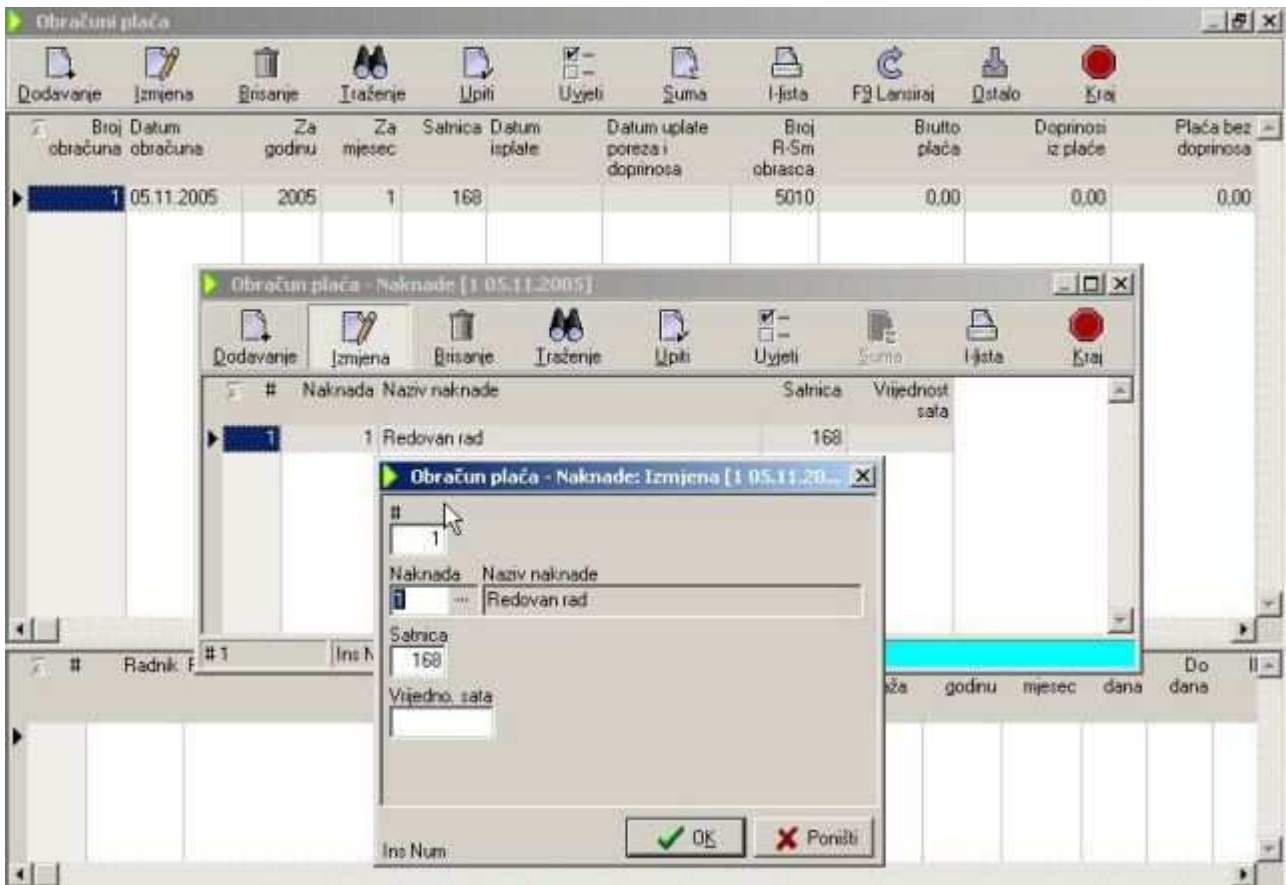 Obračuni plaća
Dodavanje Izmjena Brisanje Traženje Upiti Uvjeti Suma I-lista F9 Lansiraj Ostalo Kraj
Broj Datum Za Za Satnica Datum Datum uplate Broj Brutto Doprinosi Plaća bez
obračuna obračuna godinu mjesec isplate poreza i R-Sm plaća iz plaće doprinosa
doprinosa obrasca
1 05.11.2005 2005 1 168 5010 0,00 0,00 0,00
Obračun plaća - Naknade [1 05.11.2005]
Dodavanje Izmjena Brisanje Traženje Upiti Uvjeti Suma I-lista Kraj
# Naknada Naziv naknade Satnica Vrijednost
sata
1 1 Redovan rad 168
Obračun plaća - Naknade: Izmjena [1 05.11.20...
#
1
Naknada Naziv naknade
1 ... Redovan rad
Satnica
168
Vrijedno. sata
OK Poništi
Ins Num
# 1 Ins N
# Radnik Do
godinu mjesec dana dana